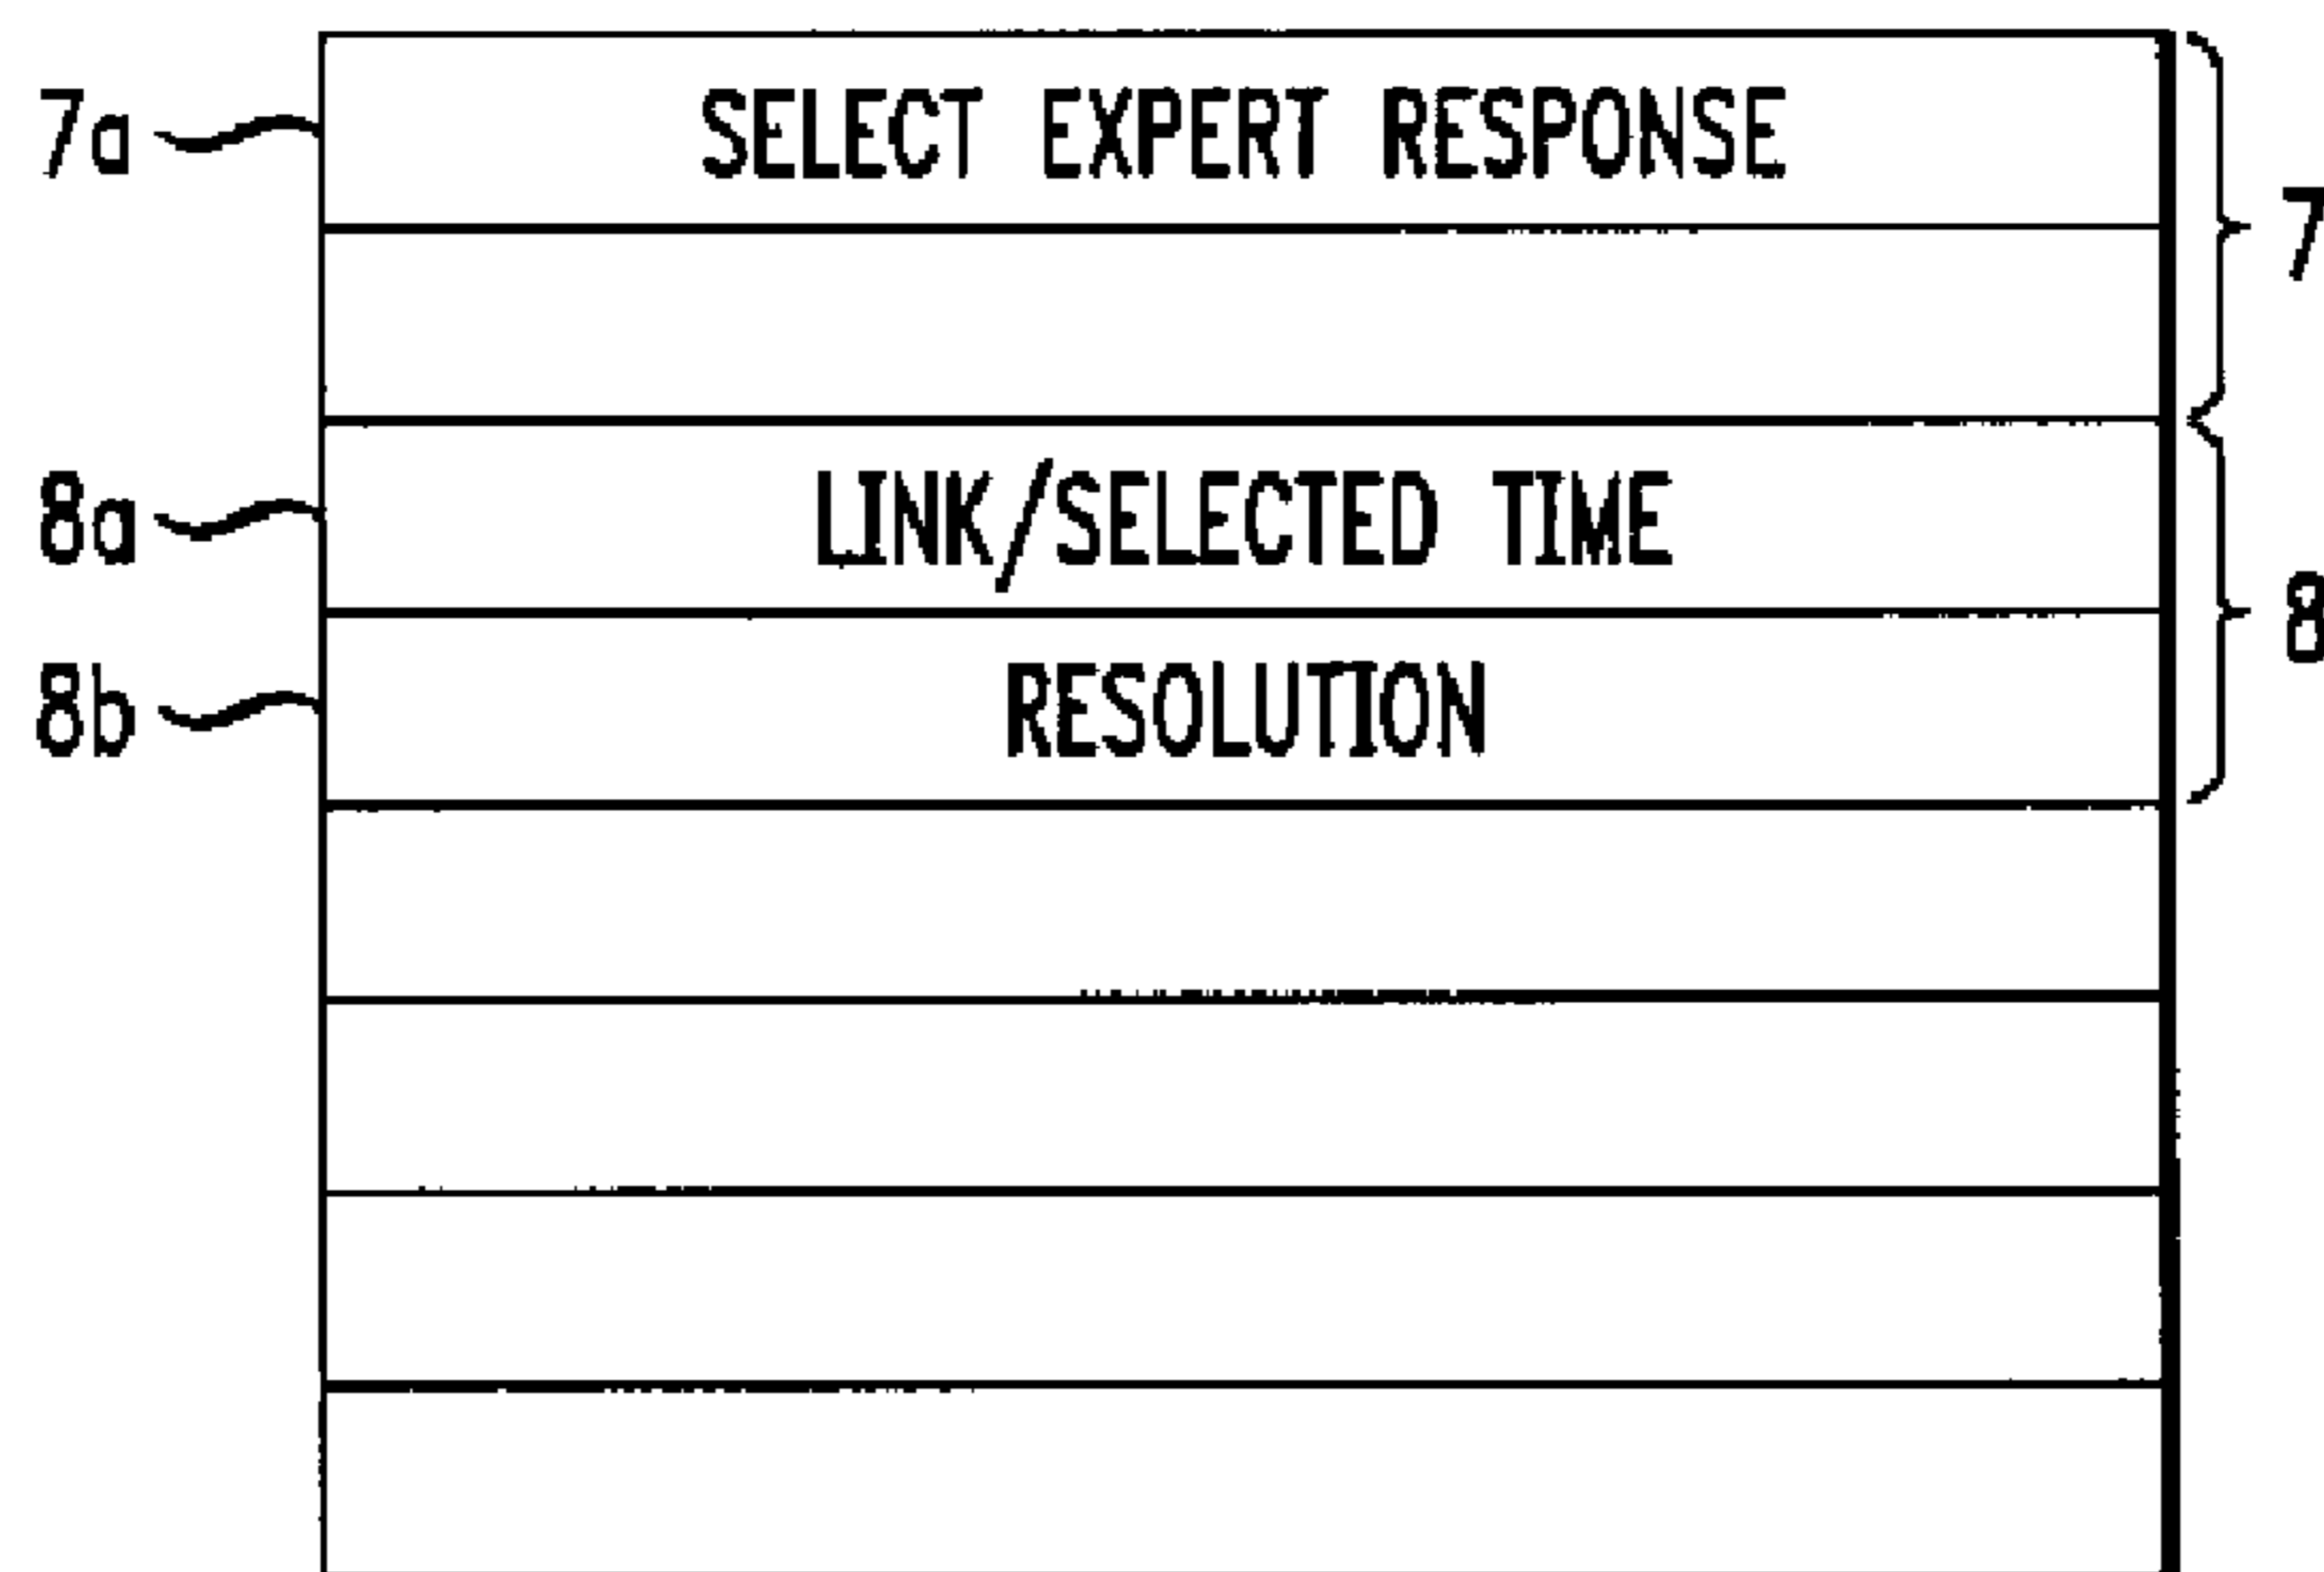 7a SELECT EXPERT RESPONSE
7
8a LINK/SELECTED TIME
8
8b RESOLUTION